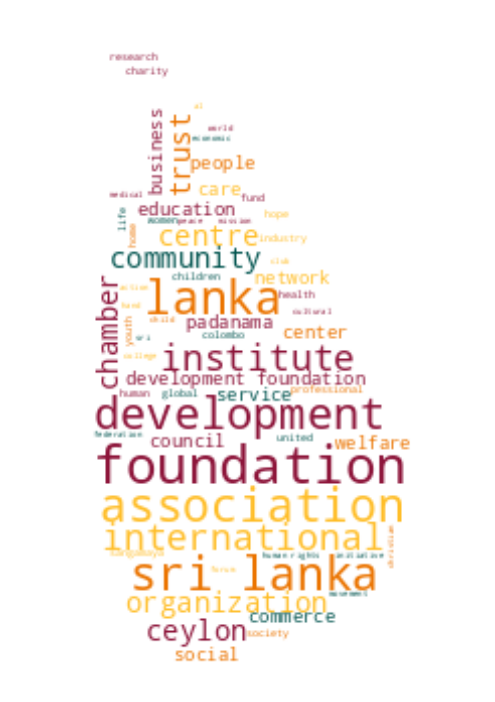 research
charity
al
world
economic
business
trust
people
care
medical
fund
education
life
women
peace
mission
hope
home
centre
industry
community
club
children
network
action
lanka
health
chamber
hand
cultural
youth
child
padanama
center
sri
colombo
college
institute
development foundation
human
global
service
professional
development
federation
council
united
welfare
foundation
association
international
christian
sangamaya
human rights
initiative
sri lanka
forum
movement
organization
commerce
ceylon
society
social